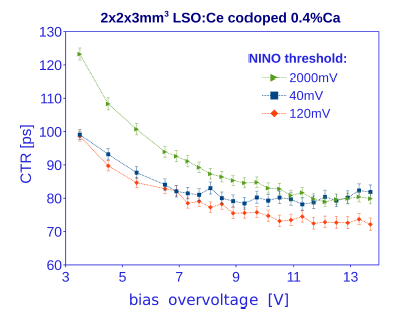 2x2x3mm³ LSO:Ce codoped 0.4%Ca
NINO threshold:
2000mV
40mV
120mV
CTR [ps]
130
120
110
100
90
80
70
60
3 5 7 9 11 13
bias overvoltage [V]